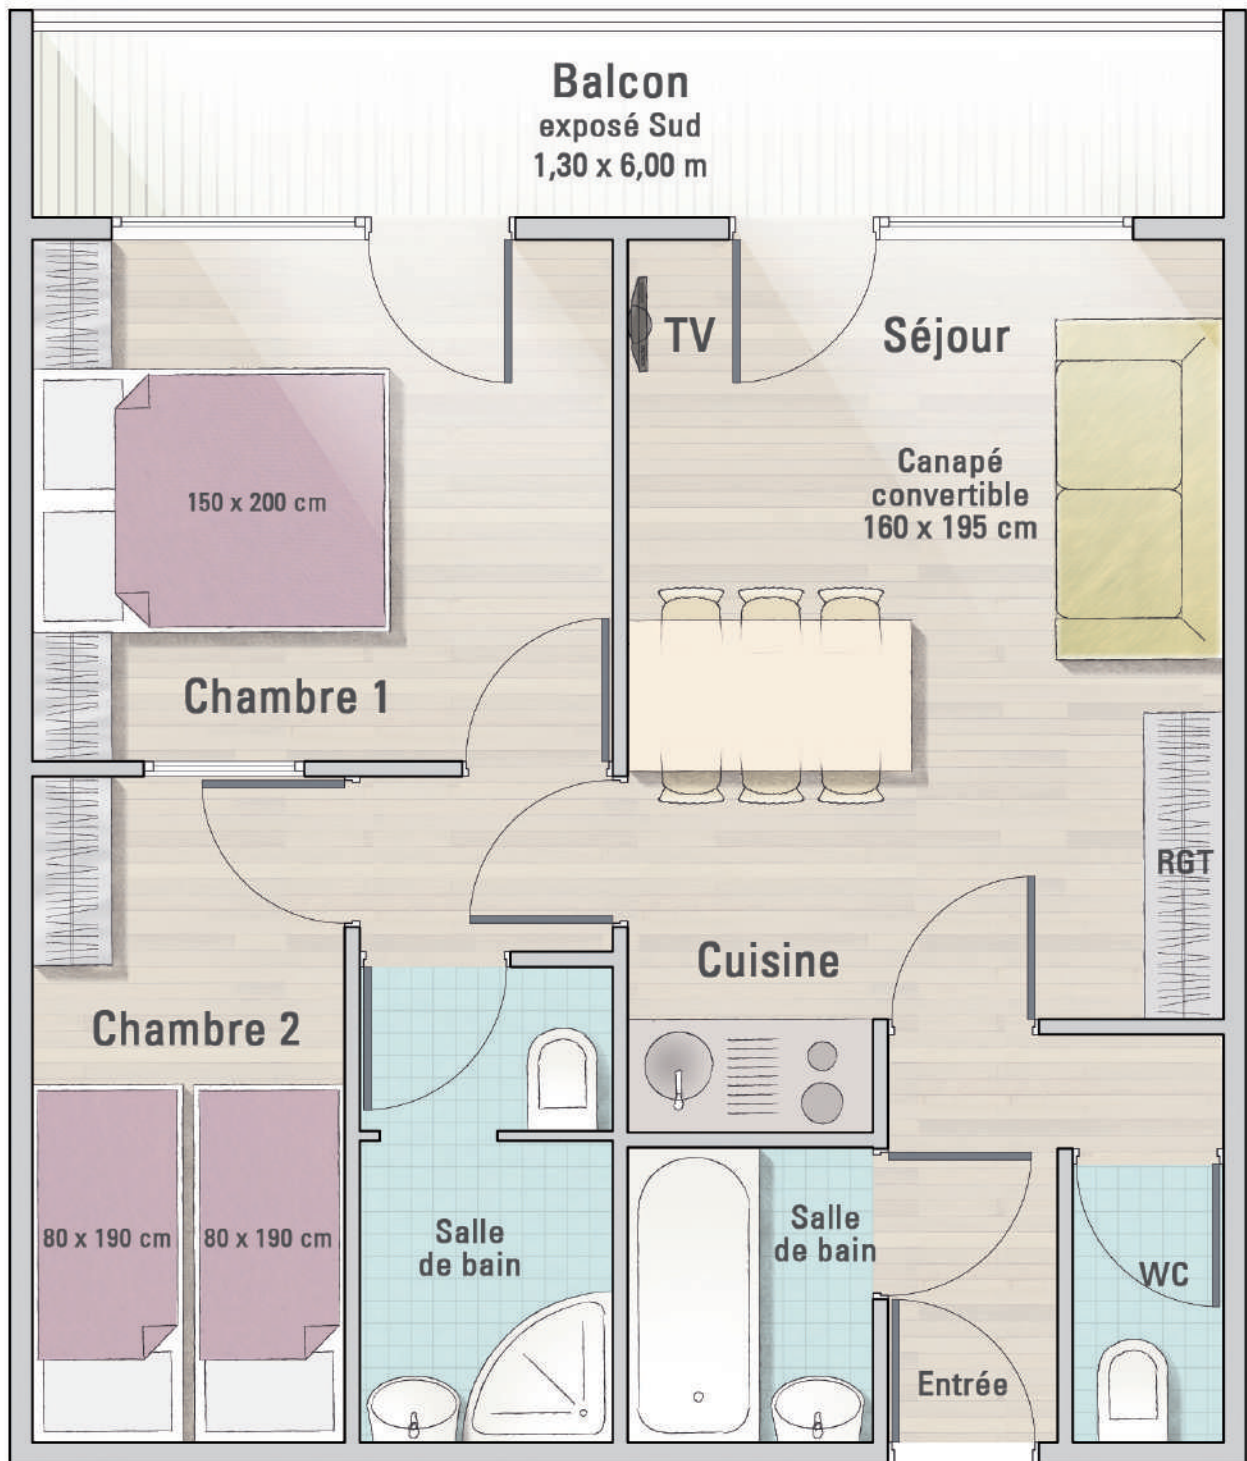 Balcon
exposé Sud
1,30 x 6,00 m
TV
Séjour
Canapé
convertible
160 x 195 cm
150 x 200 cm
Chambre 1
RGT
Cuisine
Chambre 2
80 x 190 cm
80 x 190 cm
Salle
de bain
Salle
de bain
WC
Entrée